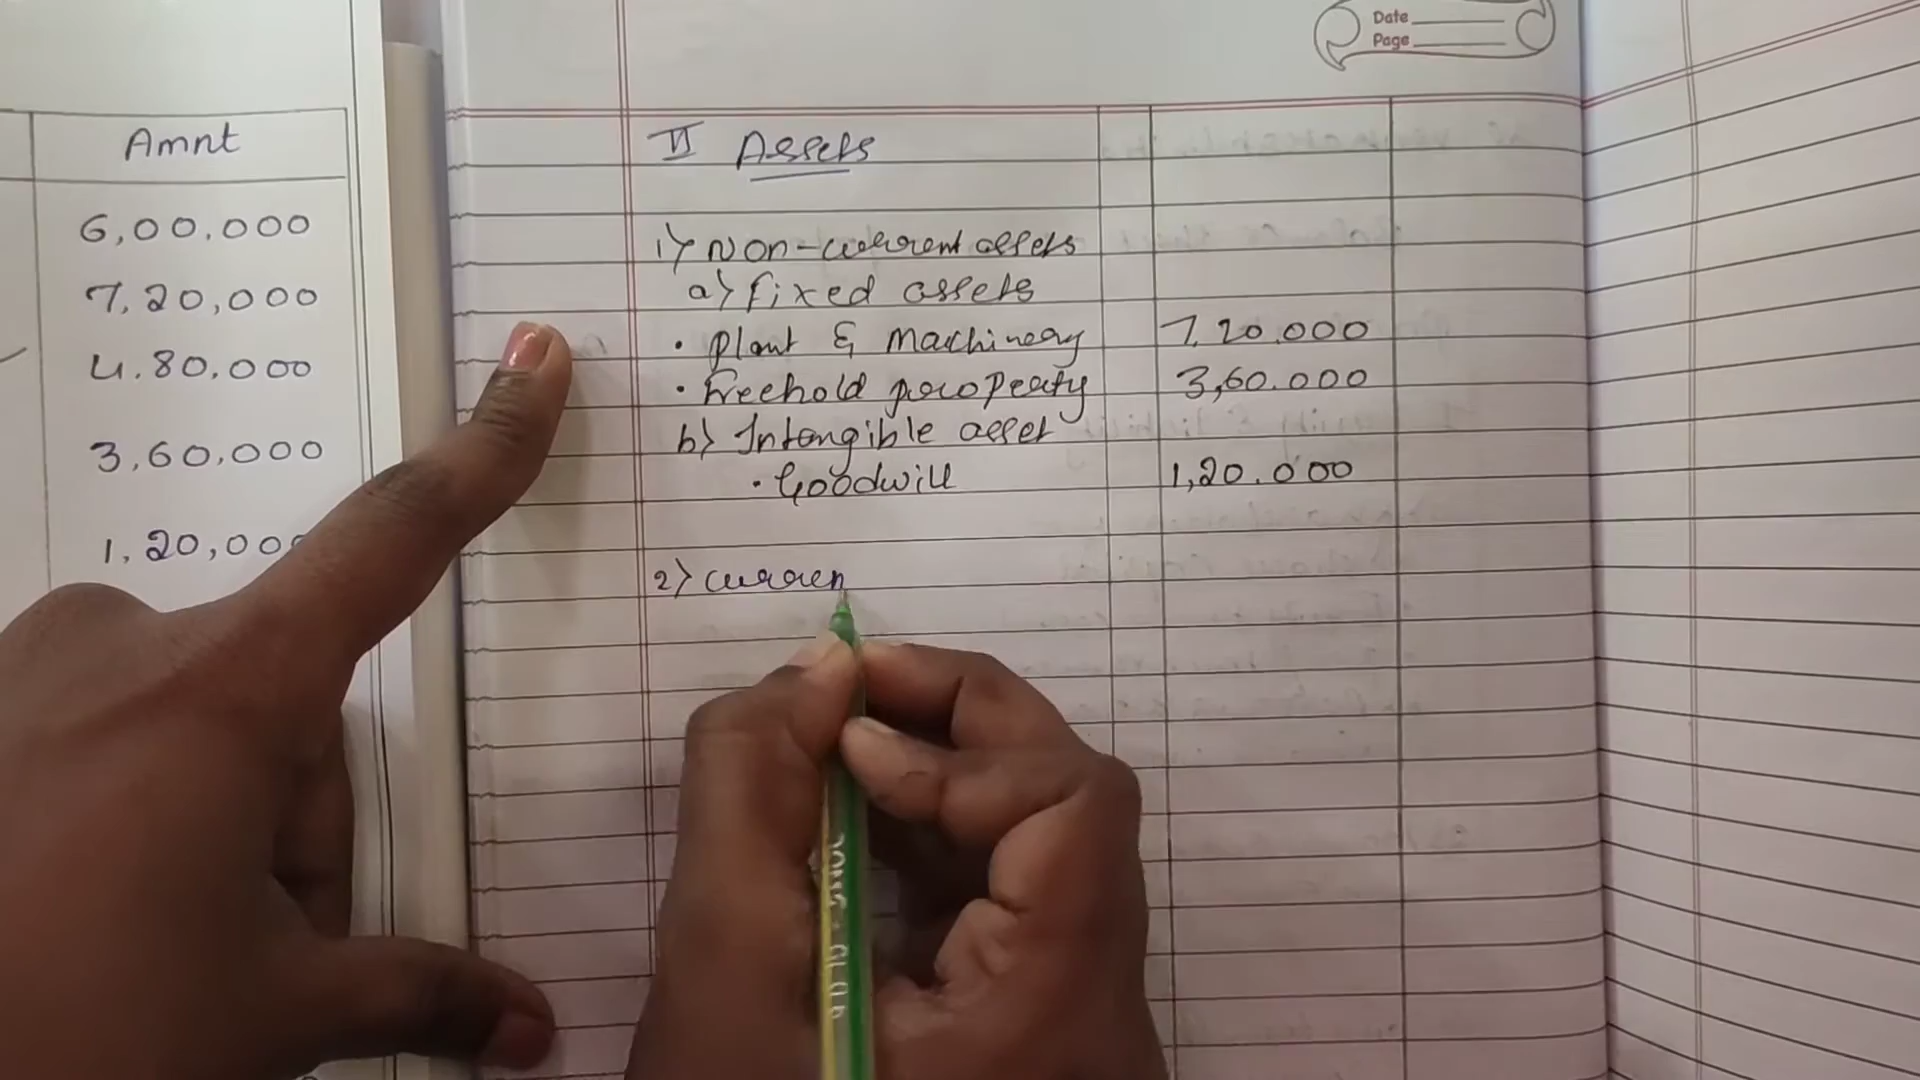 Date
Page
Amnt
6,00,000
7,20,000
4,80,000
3,60,000
1,20,00
II Assets
1) Non-current assets
a) fixed assets
• plant & Machinery 7,20,000
• freehold property 3,60,000
b) Intangible asset
• Goodwill 1,20,000
2) curren